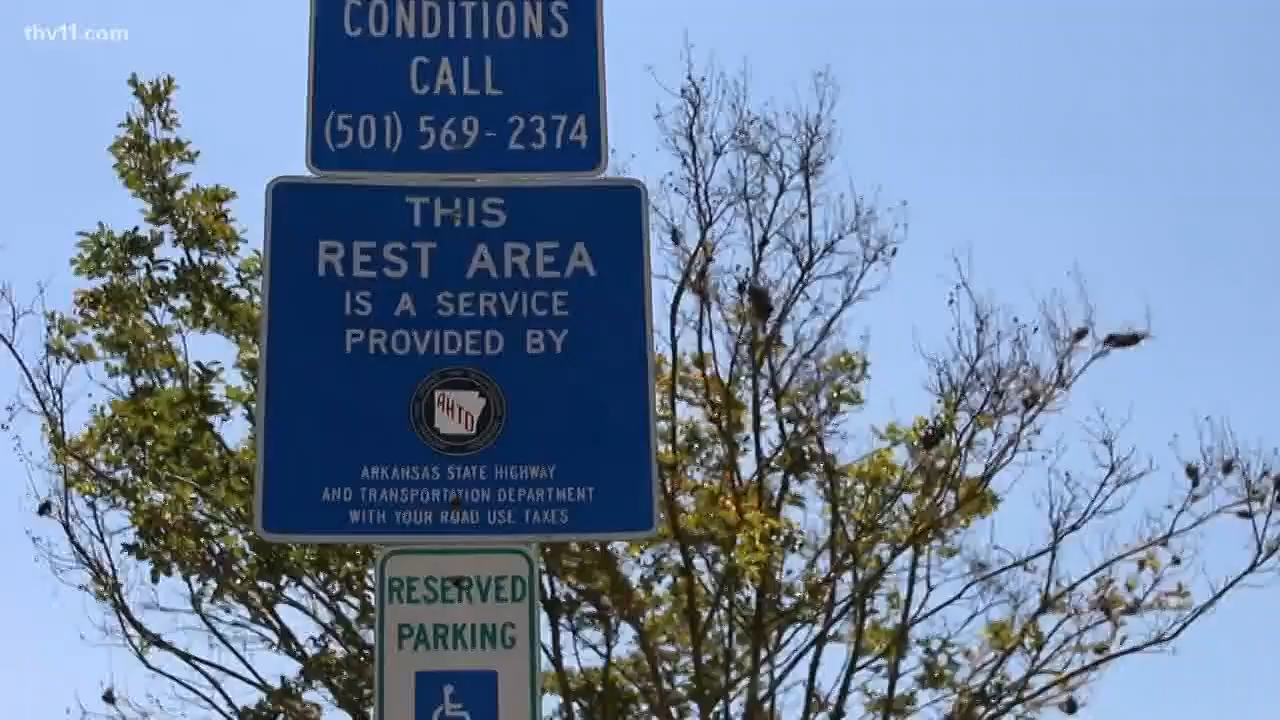 thv11.com
CONDITIONS
CALL
(501) 569-2374
THIS
REST AREA
IS A SERVICE
PROVIDED BY
AHTD
ARKANSAS STATE HIGHWAY
AND TRANSPORTATION DEPARTMENT
WITH YOUR ROAD USE TAXES
RESERVED
PARKING